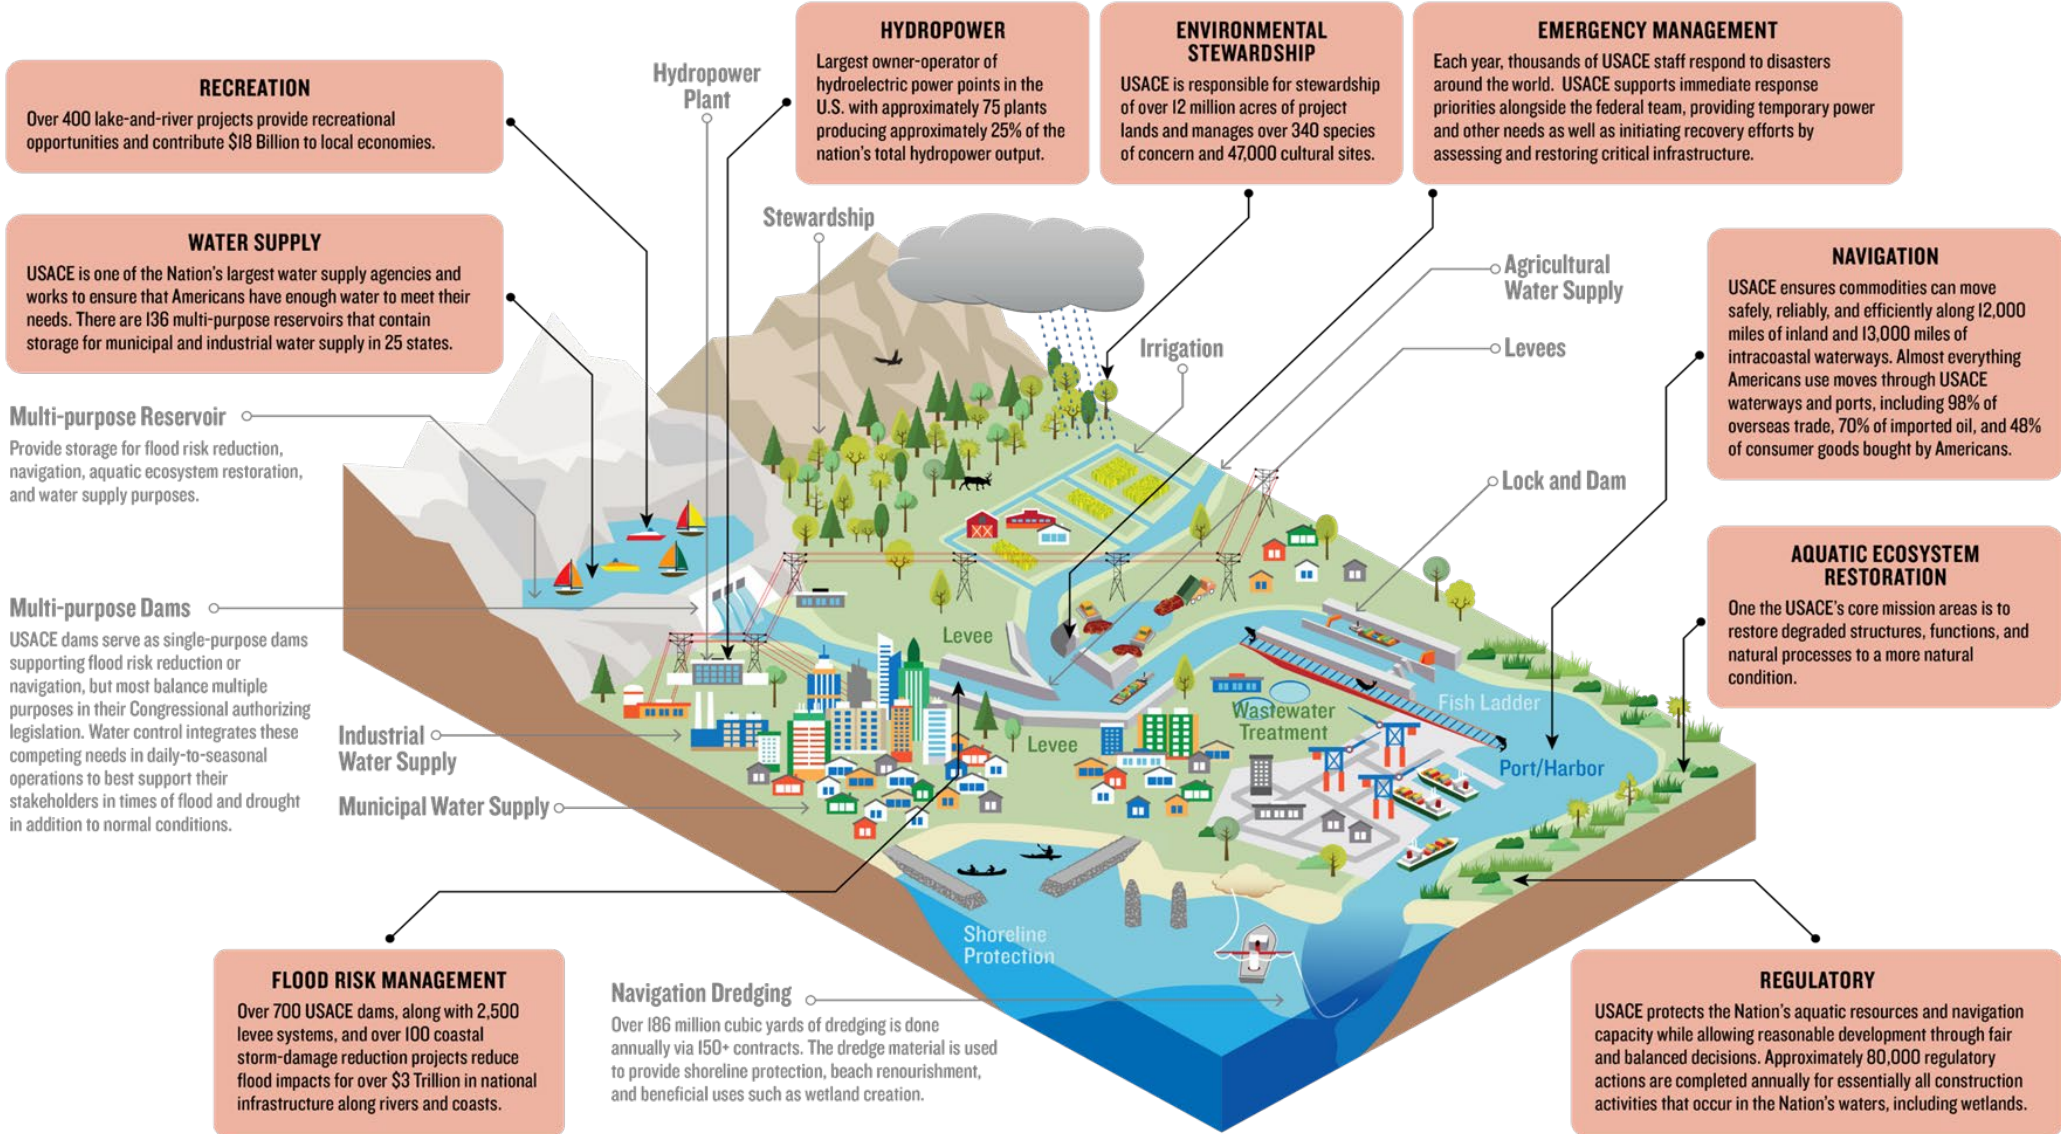 RECREATION
Over 400 lake-and-river projects provide recreational
opportunities and contribute $18 Billion to local economies.
WATER SUPPLY
USACE is one of the Nation's largest water supply agencies and
works to ensure that Americans have enough water to meet their
needs. There are 136 multi-purpose reservoirs that contain
storage for municipal and industrial water supply in 25 states.
Multi-purpose Reservoir
Provide storage for flood risk reduction,
navigation, aquatic ecosystem restoration,
and water supply purposes.
Multi-purpose Dams
USACE dams serve as single-purpose dams
supporting flood risk reduction or
navigation, but most balance multiple
purposes in their Congressional authorizing
legislation. Water control integrates these
competing needs in daily-to-seasonal
operations to best support their
stakeholders in times of flood and drought
in addition to normal conditions.
Hydropower
Plant
HYDROPOWER
Largest owner-operator of
hydroelectric power points in the
U.S. with approximately 75 plants
producing approximately 25% of the
nation's total hydropower output.
ENVIRONMENTAL
STEWARDSHIP
USACE is responsible for stewardship
of over 12 million acres of project
lands and manages over 340 species
of concern and 47,000 cultural sites.
EMERGENCY MANAGEMENT
Each year, thousands of USACE staff respond to disasters
around the world. USACE supports immediate response
priorities alongside the federal team, providing temporary power
and other needs as well as initiating recovery efforts by
assessing and restoring critical infrastructure.
Stewardship
Irrigation
Agricultural
Water Supply
Levees
Lock and Dam
NAVIGATION
USACE ensures commodities can move
safely, reliably, and efficiently along 12,000
miles of inland and 13,000 miles of
intracoastal waterways. Almost everything
Americans use moves through USACE
waterways and ports, including 98% of
overseas trade, 70% of imported oil, and 48%
of consumer goods bought by Americans.
AQUATIC ECOSYSTEM
RESTORATION
One the USACE's core mission areas is to
restore degraded structures, functions, and
natural processes to a more natural
condition.
Levee
Levee
Wastewater
Treatment
Fish Ladder
Port/Harbor
Industrial
Water Supply
Municipal Water Supply
Shoreline
Protection
FLOOD RISK MANAGEMENT
Over 700 USACE dams, along with 2,500
levee systems, and over 100 coastal
storm-damage reduction projects reduce
flood impacts for over $3 Trillion in national
infrastructure along rivers and coasts.
Navigation Dredging
Over 186 million cubic yards of dredging is done
annually via 150+ contracts. The dredge material is used
to provide shoreline protection, beach renourishment,
and beneficial uses such as wetland creation.
REGULATORY
USACE protects the Nation's aquatic resources and navigation
capacity while allowing reasonable development through fair
and balanced decisions. Approximately 80,000 regulatory
actions are completed annually for essentially all construction
activities that occur in the Nation's waters, including wetlands.